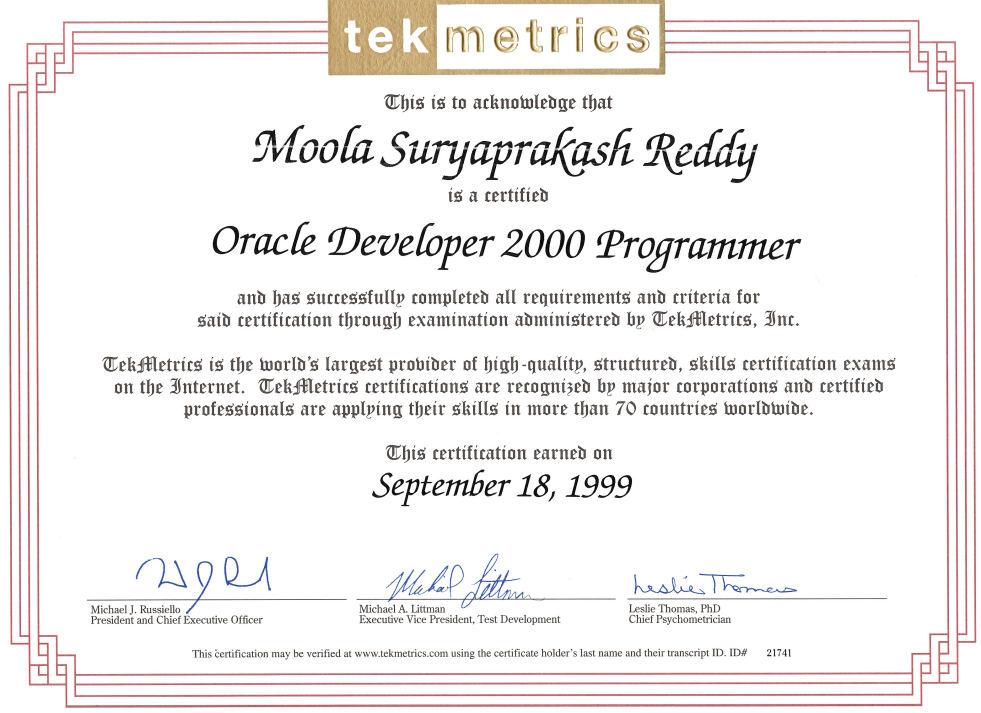 tek metrics
This is to acknowledge that
Moola Suryaprakash Reddy
is a certified
Oracle Developer 2000 Programmer
and has successfully completed all requirements and criteria for
said certification through examination administered by TekMetrics, Inc.
TekMetrics is the world's largest provider of high-quality, structured, skills certification exams
on the Internet. TekMetrics certifications are recognized by major corporations and certified
professionals are applying their skills in more than 70 countries worldwide.
This certification earned on
September 18, 1999
Michael Littman
Leslie Thomas
Michael J. Russiello
President and Chief Executive Officer
Michael A. Littman
Executive Vice President, Test Development
Leslie Thomas, PhD
Chief Psychometrician
This certification may be verified at www.tekmetrics.com using the certificate holder's last name and their transcript ID. ID# 21741